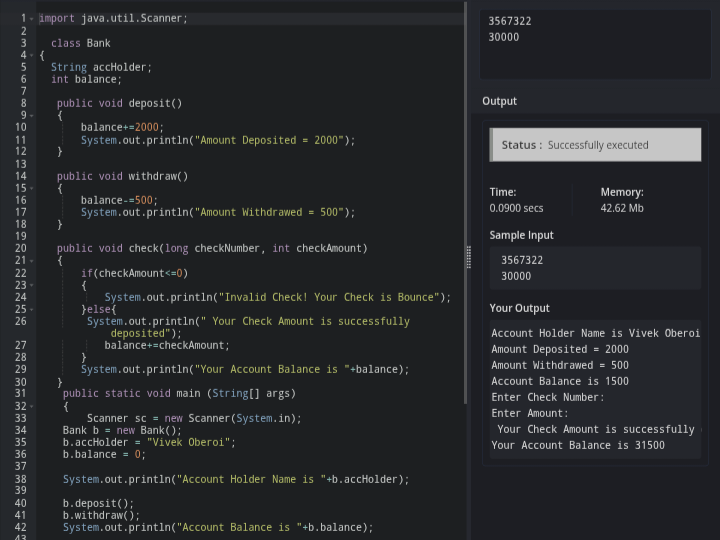 1 import java.util.Scanner;
2
3 class Bank
4 {
5 String accHolder;
6 int balance;
7
8 public void deposit()
9 {
10 balance+=2000;
11 System.out.println("Amount Deposited = 2000");
12 }
13
14 public void withdraw()
15 {
16 balance-=500;
17 System.out.println("Amount Withdrawed = 500");
18 }
19
20 public void check(long checkNumber, int checkAmount)
21 {
22 if(checkAmount<=0)
23 {
24 System.out.println("Invalid Check! Your Check is Bounce");
25 }else{
26 System.out.println(" Your Check Amount is successfully
deposited");
27 balance+=checkAmount;
28 }
29 System.out.println("Your Account Balance is "+balance);
30 }
31 public static void main (String[] args)
32 {
33 Scanner sc = new Scanner(System.in);
34 Bank b = new Bank();
35 b.accHolder = "Vivek Oberoi";
36 b.balance = 0;
37
38 System.out.println("Account Holder Name is "+b.accHolder);
39
40 b.deposit();
41 b.withdraw();
42 System.out.println("Account Balance is "+b.balance);
43
3567322
30000
Output
Status : Successfully executed
Time: Memory:
0.0900 secs 42.62 Mb
Sample Input
3567322
30000
Your Output
Account Holder Name is Vivek Oberoi
Amount Deposited = 2000
Amount Withdrawed = 500
Account Balance is 1500
Enter Check Number:
Enter Amount:
Your Check Amount is successfully
Your Account Balance is 31500